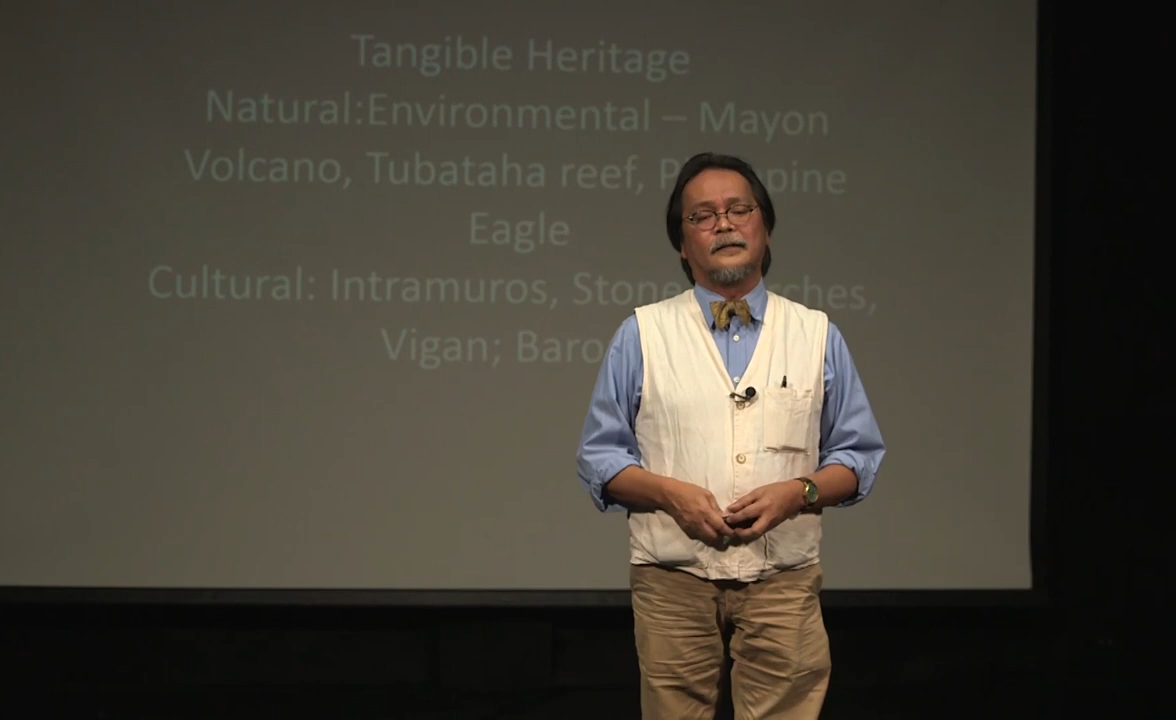 Tangible Heritage
Natural:Environmental – Mayon
Volcano, Tubataha reef,
Eagle
Cultural: Intramuros,
Vigan;